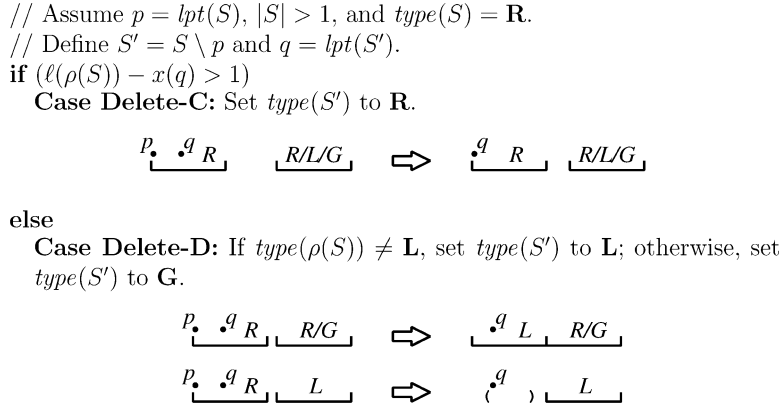 // Assume p = lpt(S), |S| > 1, and type(S) = R.
// Define S′ = S \ p and q = lpt(S′).
if (ℓ(ρ(S)) − x(q) > 1)
Case Delete-C: Set type(S′) to R.
p q R R/L/G q R R/L/G
else
Case Delete-D: If type(ρ(S)) ≠ L, set type(S′) to L; otherwise, set
type(S′) to G.
p q R R/G q L R/G
p q R L ( q ) L